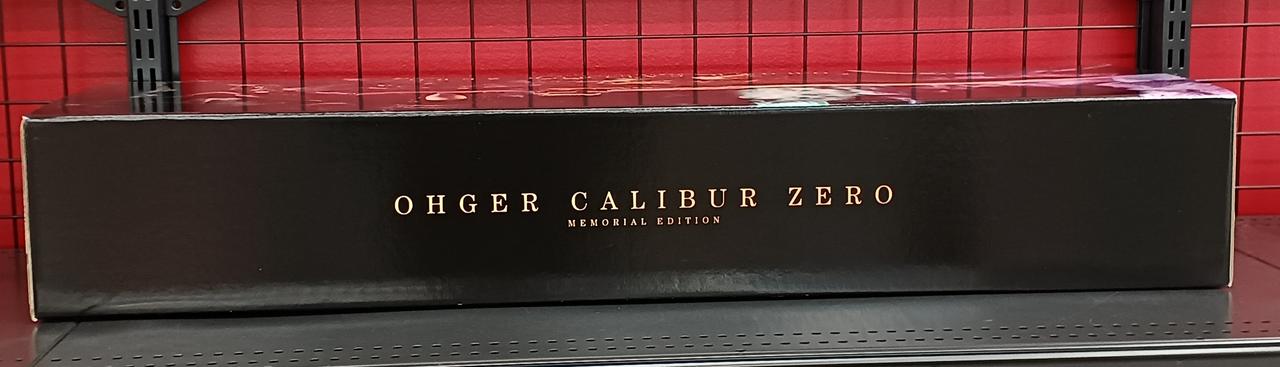 OHGER CALIBUR ZERO
MEMORIAL EDITION